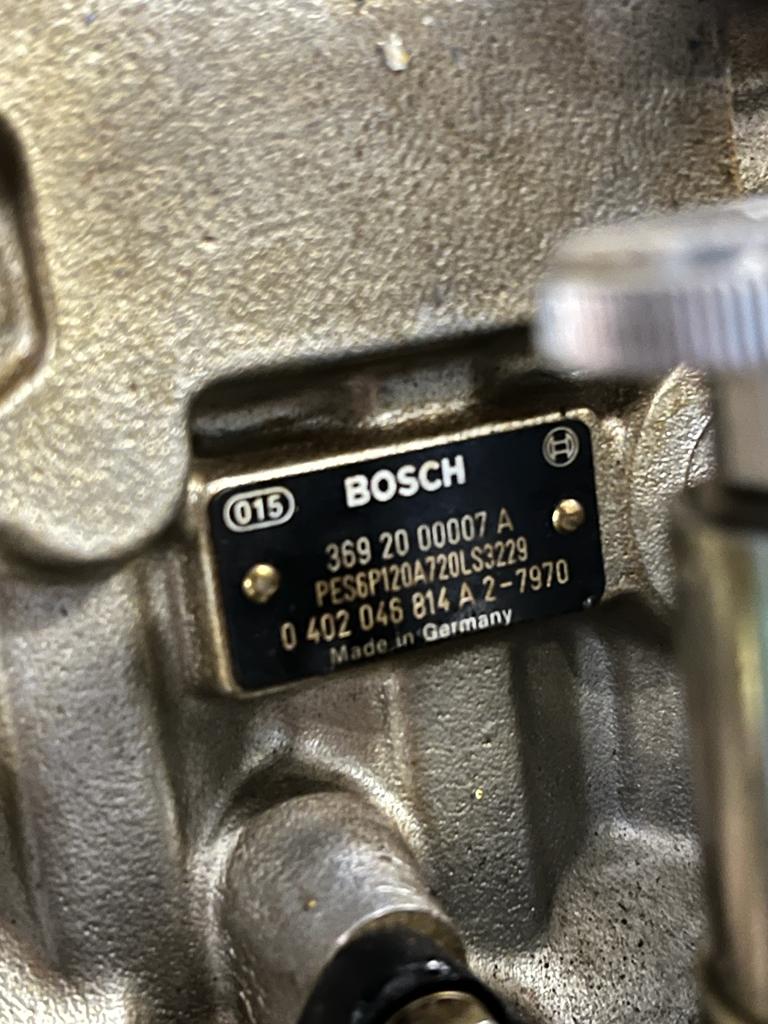 015 BOSCH
369 20 00007 A
PES6P120A720LS3229
0 402 046 814 A 2-7970
Made in Germany